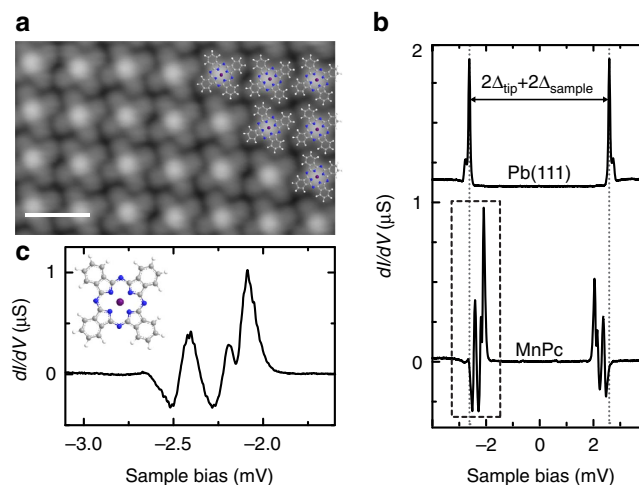 a
b
2
2Δtip+2Δsample
Pb(111)
1
dI/dV (μS)
MnPc
0
−2
0
2
Sample bias (mV)
c
1
dI/dV (μS)
0
−3.0
−2.5
−2.0
Sample bias (mV)